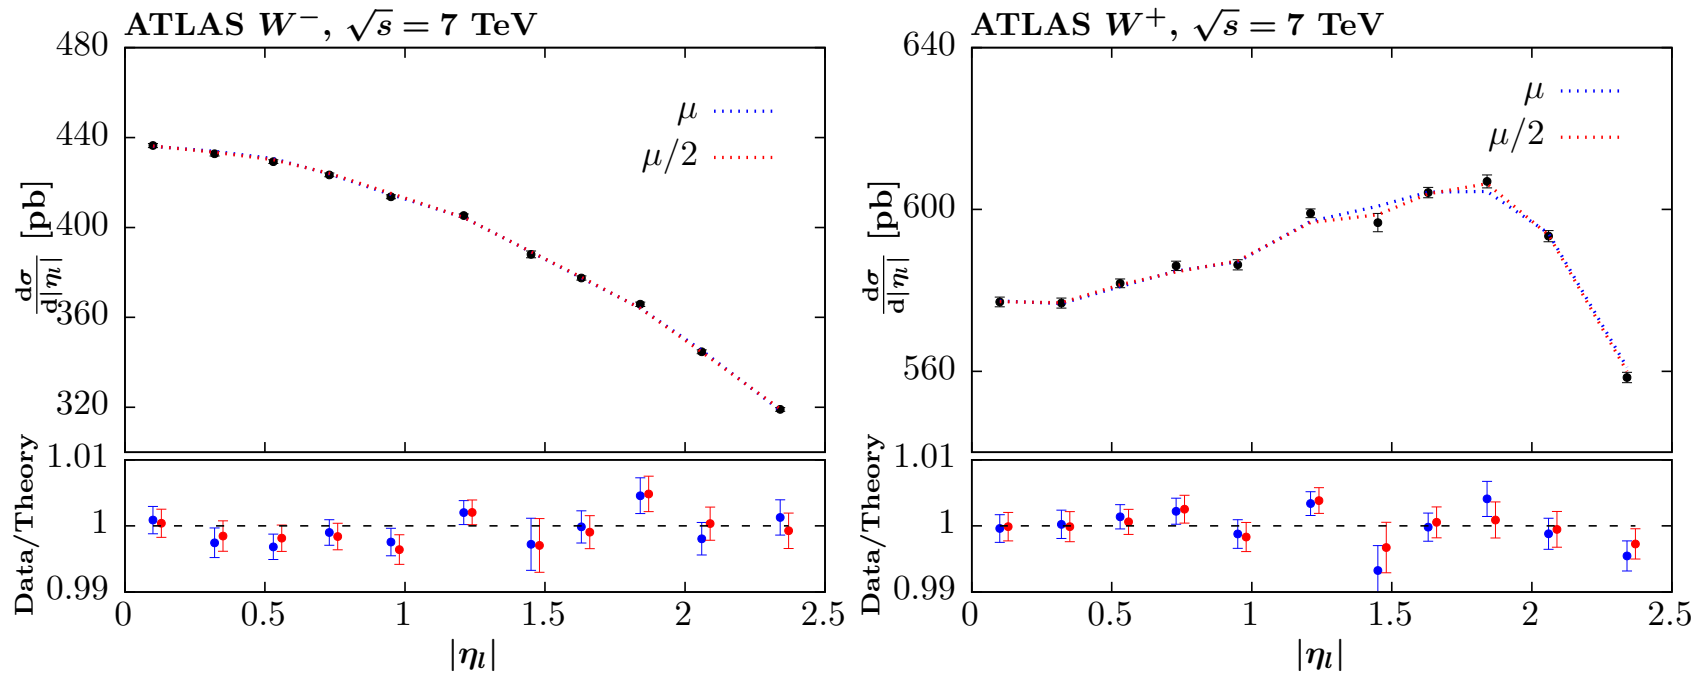 ATLAS W−, √s = 7 TeV
480
440
400
360
320
dσ/d|ηl| [pb]
μ
μ/2
1.01
1
0.99
Data/Theory
0 0.5 1 1.5 2 2.5
|ηl|
ATLAS W+, √s = 7 TeV
640
600
560
dσ/d|ηl| [pb]
μ
μ/2
1.01
1
0.99
Data/Theory
0 0.5 1 1.5 2 2.5
|ηl|